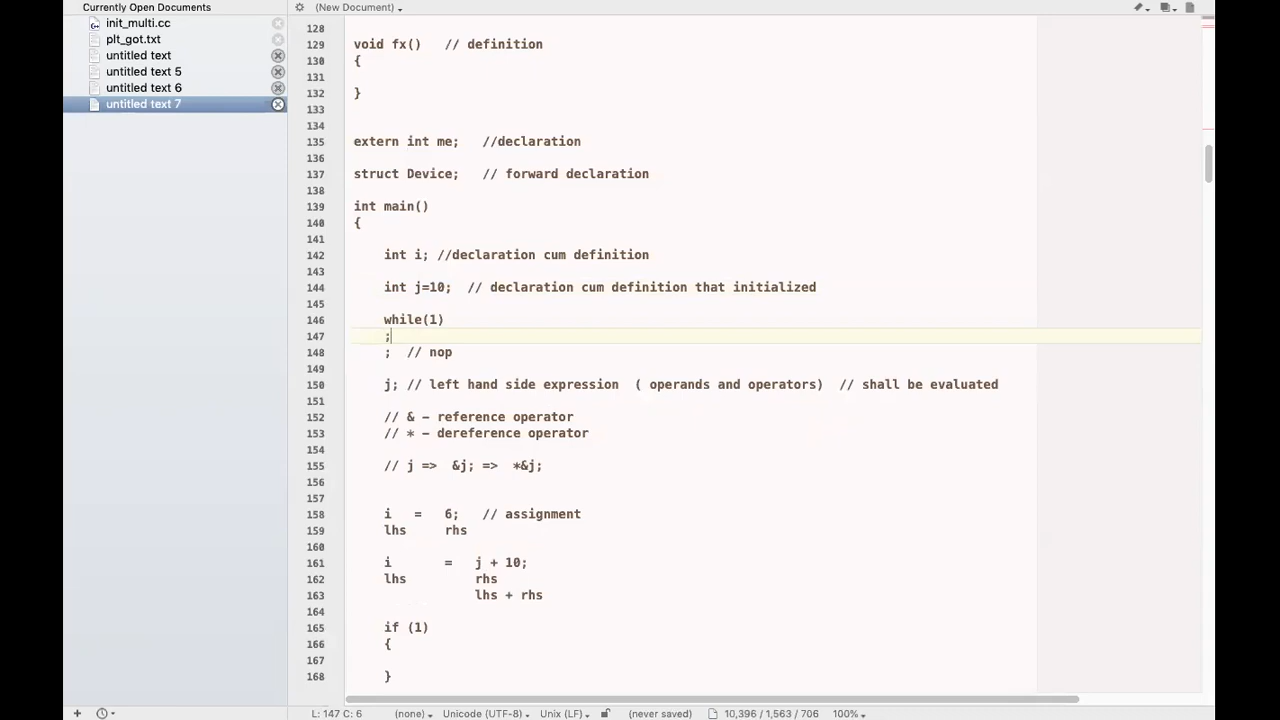 Currently Open Documents
(New Document)
init_multi.cc
plt_got.txt
untitled text
untitled text 5
untitled text 6
untitled text 7
128
129 void fx()   // definition
130 {
131
132 }
133
134
135 extern int me;   //declaration
136
137 struct Device;   // forward declaration
138
139 int main()
140 {
141
142     int i; //declaration cum definition
143
144     int j=10;  // declaration cum definition that initialized
145
146     while(1)
147     ;
148     ;  // nop
149
150     j; // left hand side expression  ( operands and operators)  // shall be evaluated
151
152     // & - reference operator
153     // * - dereference operator
154
155     // j =>  &j; =>  *&j;
156
157
158     i   =   6;   // assignment
159     lhs     rhs
160
161     i       =   j + 10;
162     lhs         rhs
163                 lhs + rhs
164
165     if (1)
166     {
167
168     }
L: 147 C: 6 (none) Unicode (UTF-8) Unix (LF) (never saved) 10,396 / 1,563 / 706 100%